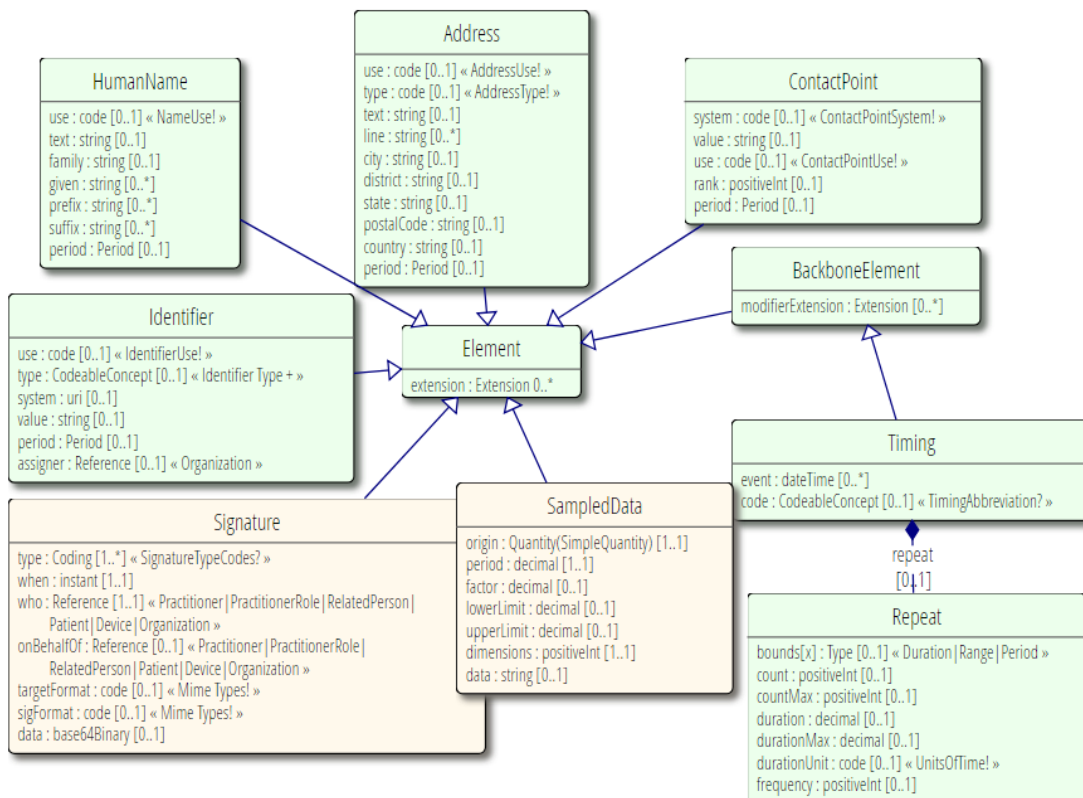 Address
use : code [0..1] « AddressUse! »
type : code [0..1] « AddressType! »
text : string [0..1]
line : string [0..*]
city : string [0..1]
district : string [0..1]
state : string [0..1]
postalCode : string [0..1]
country : string [0..1]
period : Period [0..1]
HumanName
use : code [0..1] « NameUse! »
text : string [0..1]
family : string [0..1]
given : string [0..*]
prefix : string [0..*]
suffix : string [0..*]
period : Period [0..1]
ContactPoint
system : code [0..1] « ContactPointSystem! »
value : string [0..1]
use : code [0..1] « ContactPointUse! »
rank : positiveInt [0..1]
period : Period [0..1]
BackboneElement
modifierExtension : Extension [0..*]
Identifier
use : code [0..1] « IdentifierUse! »
type : CodeableConcept [0..1] « Identifier Type + »
system : uri [0..1]
value : string [0..1]
period : Period [0..1]
assigner : Reference [0..1] « Organization »
Element
extension : Extension 0..*
Timing
event : dateTime [0..*]
code : CodeableConcept [0..1] « TimingAbbreviation? »
Signature
type : Coding [1..*] « SignatureTypeCodes? »
when : instant [1..1]
who : Reference [1..1] « Practitioner|PractitionerRole|RelatedPerson|
Patient|Device|Organization »
onBehalfOf : Reference [0..1] « Practitioner|PractitionerRole|
RelatedPerson|Patient|Device|Organization »
targetFormat : code [0..1] « Mime Types! »
sigFormat : code [0..1] « Mime Types! »
data : base64Binary [0..1]
SampledData
origin : Quantity(SimpleQuantity) [1..1]
period : decimal [1..1]
factor : decimal [0..1]
lowerLimit : decimal [0..1]
upperLimit : decimal [0..1]
dimensions : positiveInt [1..1]
data : string [0..1]
repeat
[0..1]
Repeat
bounds[x] : Type [0..1] « Duration|Range|Period »
count : positiveInt [0..1]
countMax : positiveInt [0..1]
duration : decimal [0..1]
durationMax : decimal [0..1]
durationUnit : code [0..1] « UnitsOfTime! »
frequency : positiveInt [0..1]